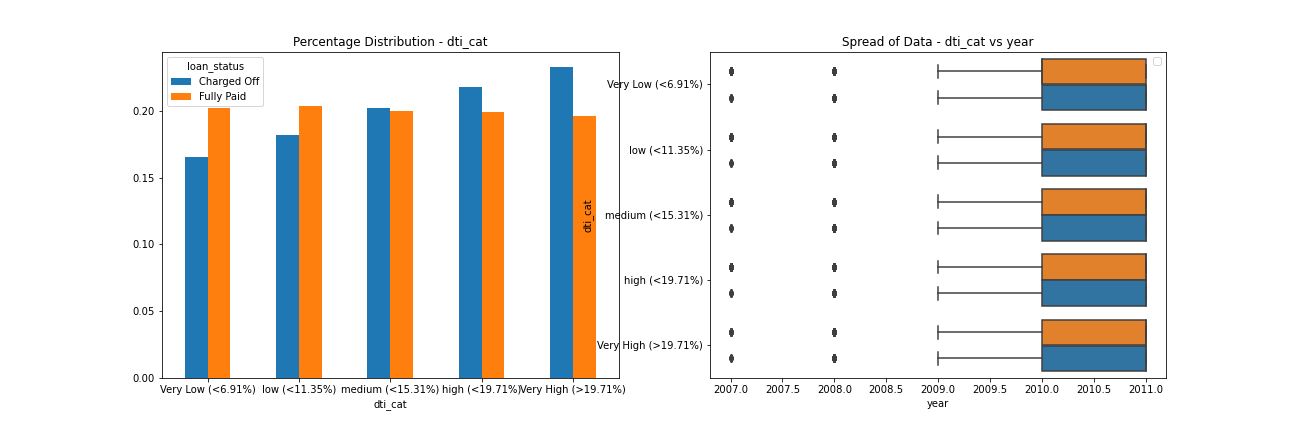 Percentage Distribution - dti_cat
loan_status
Charged Off
Fully Paid
0.20
0.15
0.10
0.05
0.00
Very Low (<6.91%)
low (<11.35%)
medium (<15.31%)
high (<19.71%)
Very High (>19.71%)
dti_cat
Spread of Data - dti_cat vs year
dti_cat
Very Low (<6.91%)
low (<11.35%)
medium (<15.31%)
high (<19.71%)
Very High (>19.71%)
2007.0
2007.5
2008.0
2008.5
2009.0
2009.5
2010.0
2010.5
2011.0
year